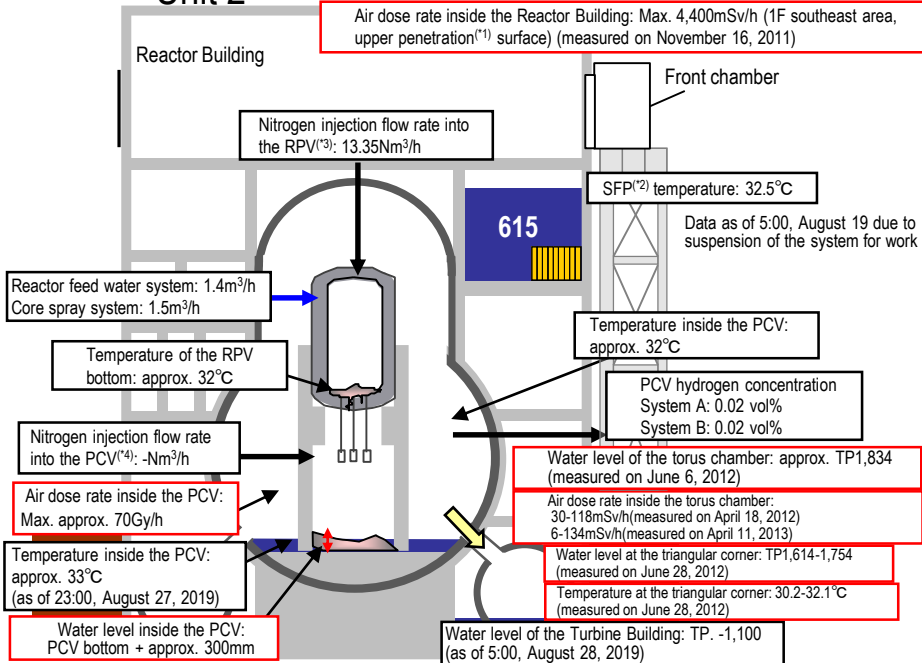 Unit 2
Air dose rate inside the Reactor Building: Max. 4,400mSv/h (1F southeast area,
upper penetration(*1) surface) (measured on November 16, 2011)
Reactor Building
Front chamber
Nitrogen injection flow rate into
the RPV(*3): 13.35Nm3/h
SFP(*2) temperature: 32.5°C
615
Data as of 5:00, August 19 due to
suspension of the system for work
Reactor feed water system: 1.4m3/h
Core spray system: 1.5m3/h
Temperature inside the PCV:
approx. 32°C
Temperature of the RPV
bottom: approx. 32°C
PCV hydrogen concentration
System A: 0.02 vol%
System B: 0.02 vol%
Nitrogen injection flow rate
into the PCV(*4): -Nm3/h
Water level of the torus chamber: approx. TP1,834
(measured on June 6, 2012)
Air dose rate inside the PCV:
Max. approx. 70Gy/h
Air dose rate inside the torus chamber:
30-118mSv/h(measured on April 18, 2012)
6-134mSv/h(measured on April 11, 2013)
Temperature inside the PCV:
approx. 33°C
(as of 23:00, August 27, 2019)
Water level at the triangular corner: TP1,614-1,754
(measured on June 28, 2012)
Temperature at the triangular corner: 30.2-32.1°C
(measured on June 28, 2012)
Water level inside the PCV:
PCV bottom + approx. 300mm
Water level of the Turbine Building: TP. -1,100
(as of 5:00, August 28, 2019)